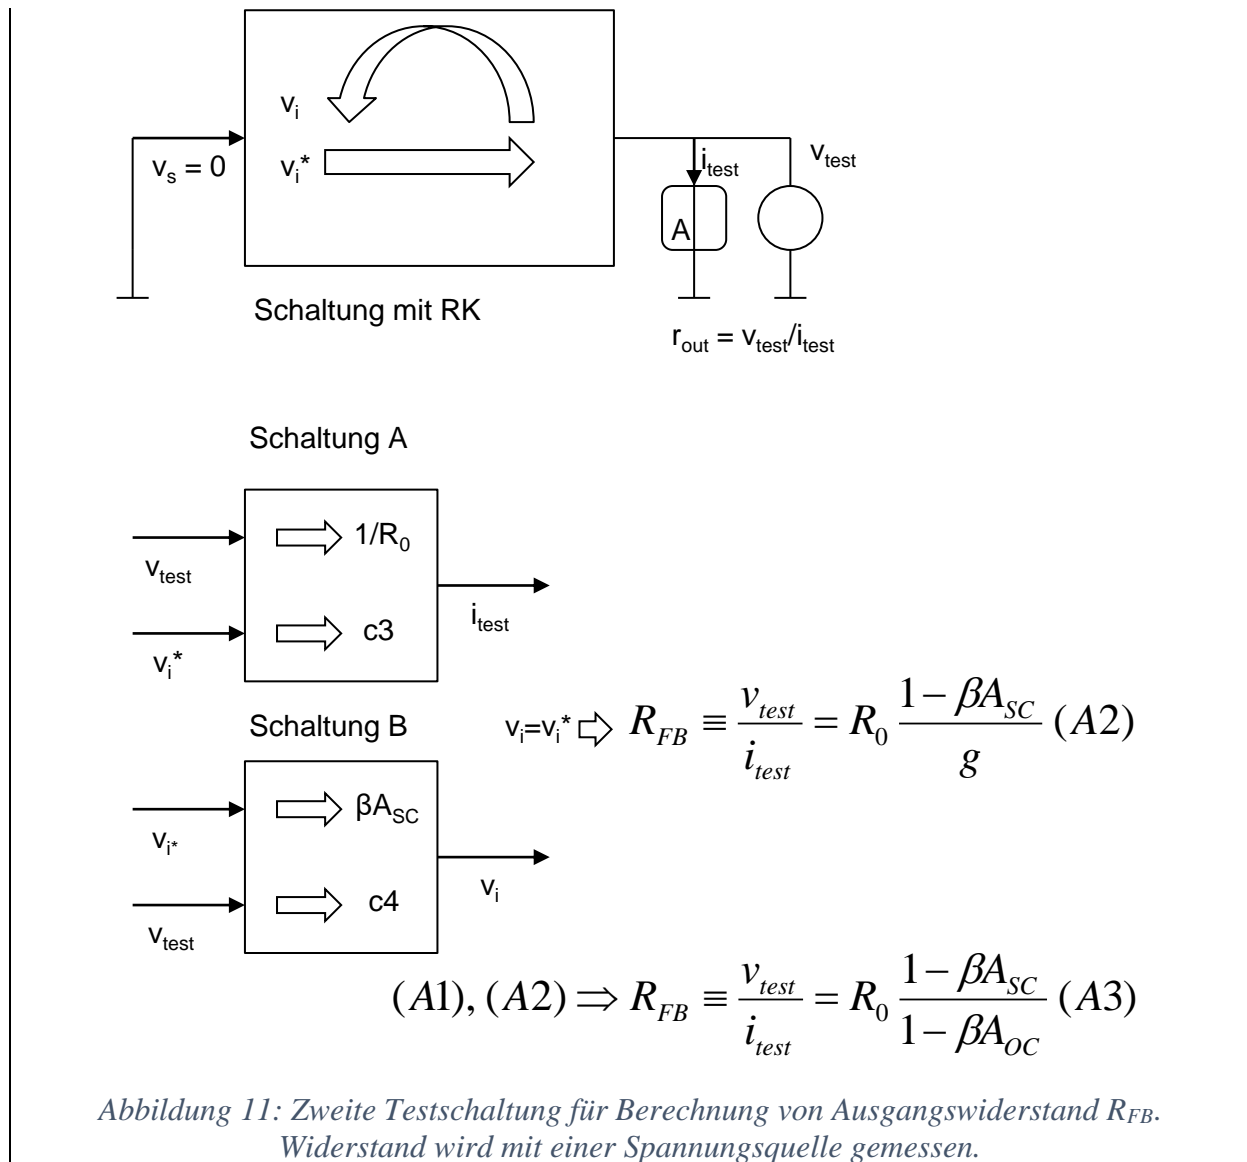 v_i
v_i*
v_s = 0
i_test
v_test
A
Schaltung mit RK
r_out = v_test/i_test
Schaltung A
1/R_0
v_test
i_test
c3
v_i*
Schaltung B
v_i=v_i* ⇨ R_FB ≡ v_test/i_test = R_0 (1 − βA_SC)/g (A2)
βA_SC
v_i*
v_i
c4
v_test
(A1), (A2) ⇒ R_FB ≡ v_test/i_test = R_0 (1 − βA_SC)/(1 − βA_OC) (A3)
Abbildung 11: Zweite Testschaltung für Berechnung von Ausgangswiderstand R_FB.
Widerstand wird mit einer Spannungsquelle gemessen.